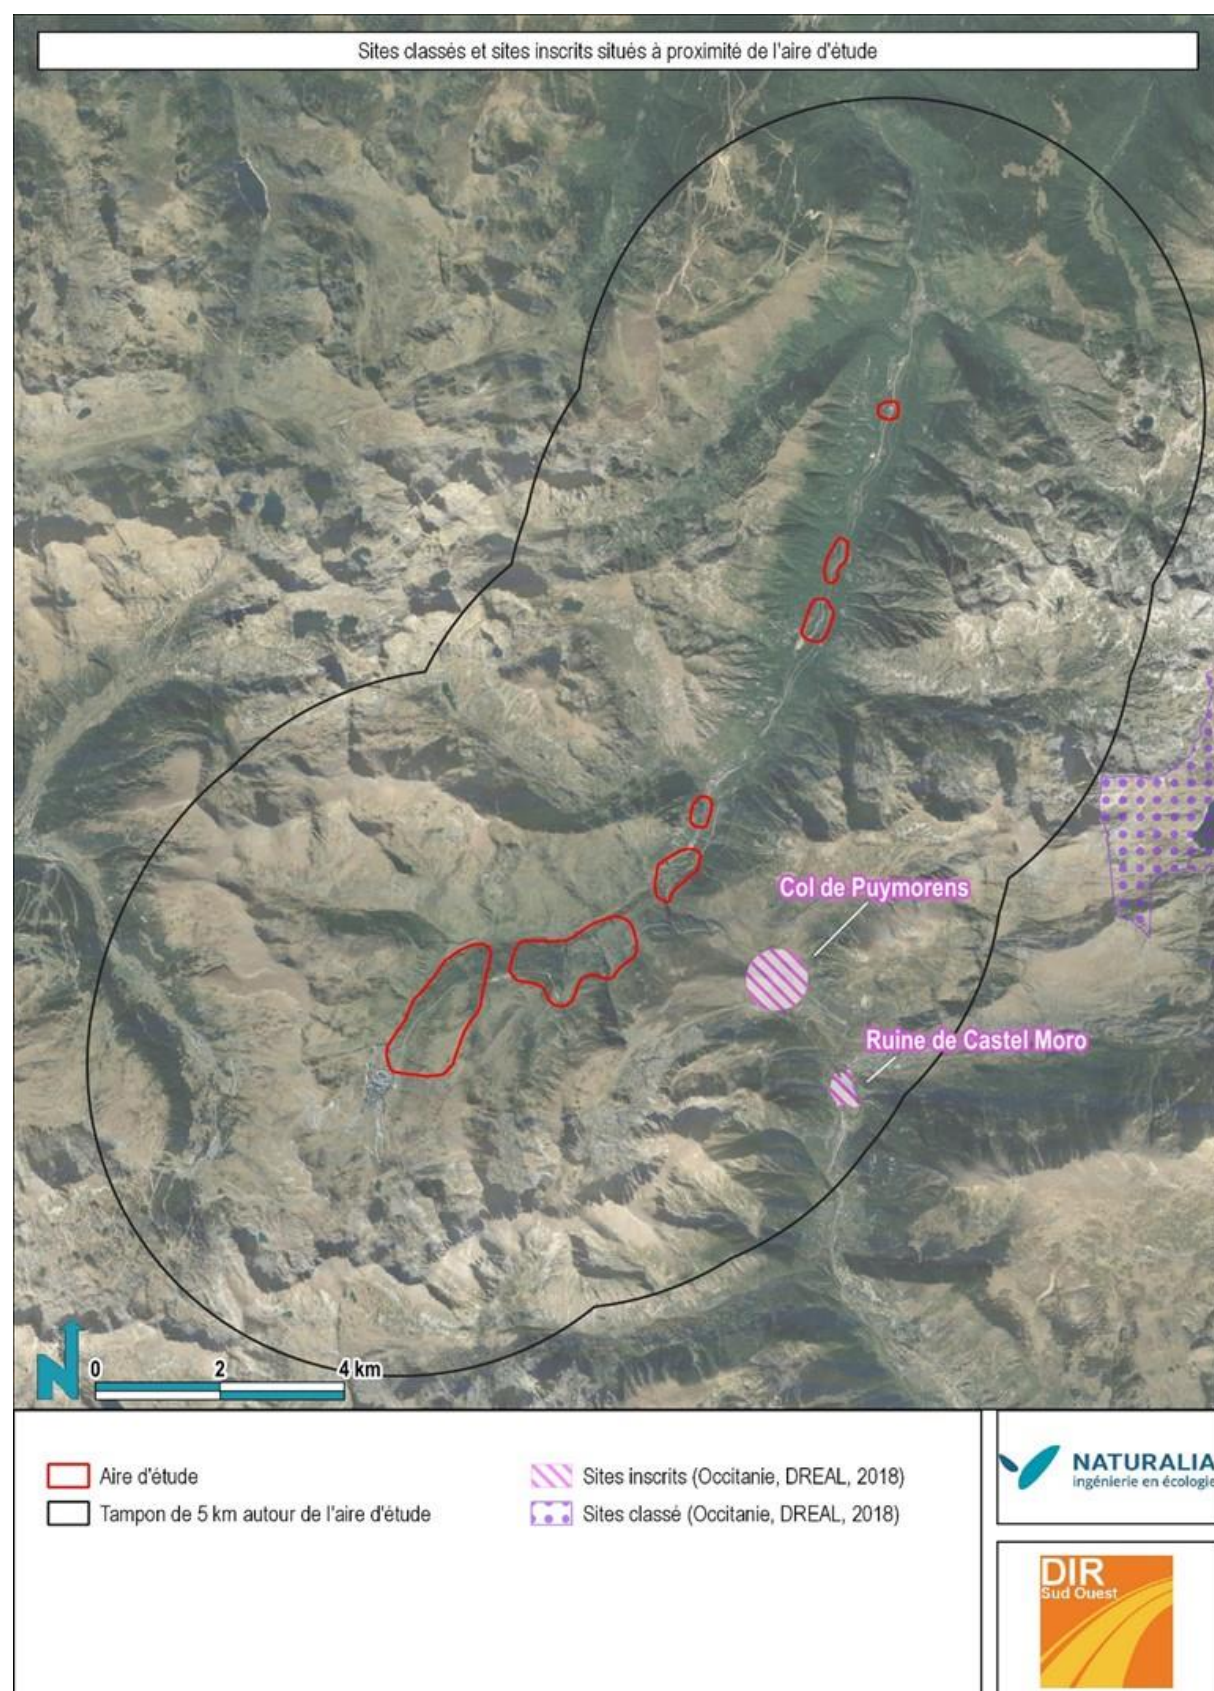 Sites classés et sites inscrits situés à proximité de l'aire d'étude
Col de Puymorens
Ruine de Castel Moro
N
0 2 4 km
Aire d'étude
Tampon de 5 km autour de l'aire d'étude
Sites inscrits (Occitanie, DREAL, 2018)
Sites classé (Occitanie, DREAL, 2018)
NATURALIA
ingénierie en écologie
DIR
Sud Ouest